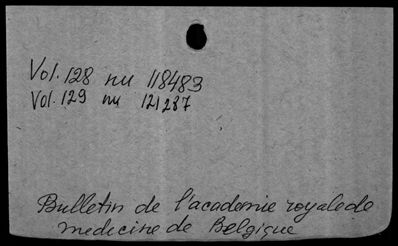 Vol. 128 nu 118483
Vol. 129 nu 121287
Bulletin de l'academie royale de
medicine de Belgique